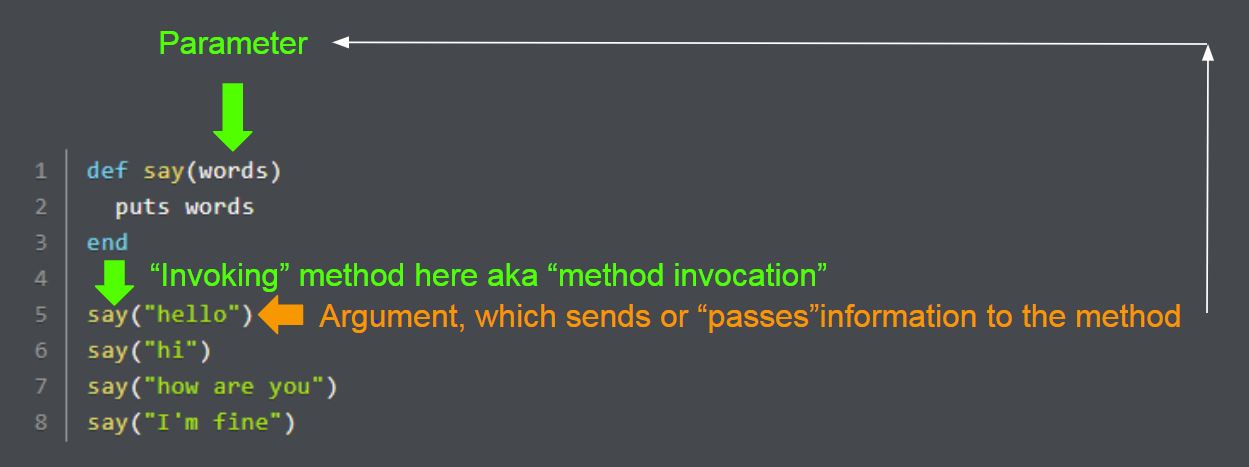 Parameter
1 def say(words)
2   puts words
3 end
4 “Invoking” method here aka “method invocation”
5 say("hello") Argument, which sends or “passes”information to the method
6 say("hi")
7 say("how are you")
8 say("I'm fine")